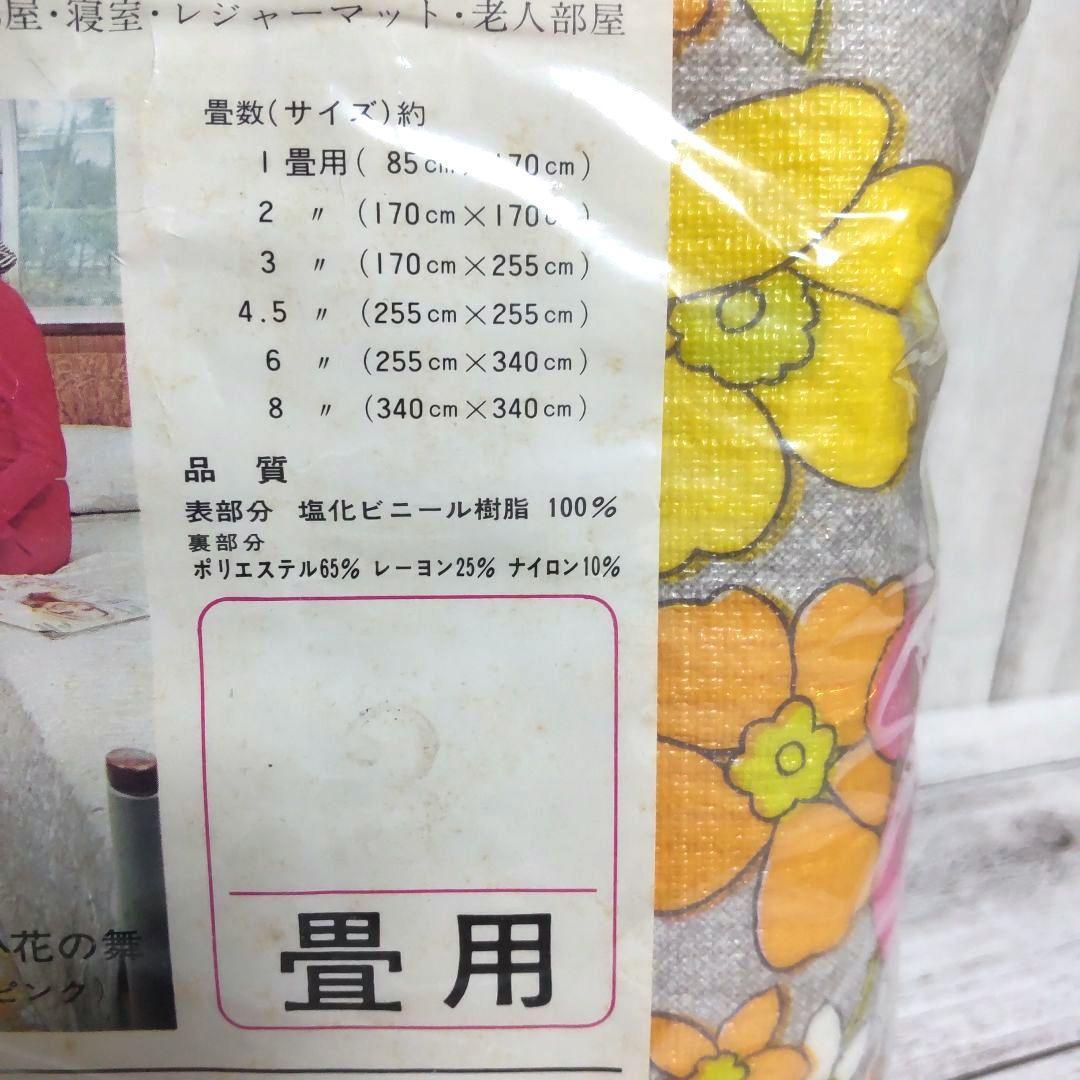 屋・寝室・レジャーマット・老人部屋
畳数(サイズ)約
1 畳用( 85cm×170cm)
2 〃 (170cm×170cm)
3 〃 (170cm×255cm)
4.5 〃 (255cm×255cm)
6 〃 (255cm×340cm)
8 〃 (340cm×340cm)
品 質
表部分 塩化ビニール樹脂 100%
裏部分
ポリエステル65% レーヨン25% ナイロン10%
畳用
花の舞
ピンク)